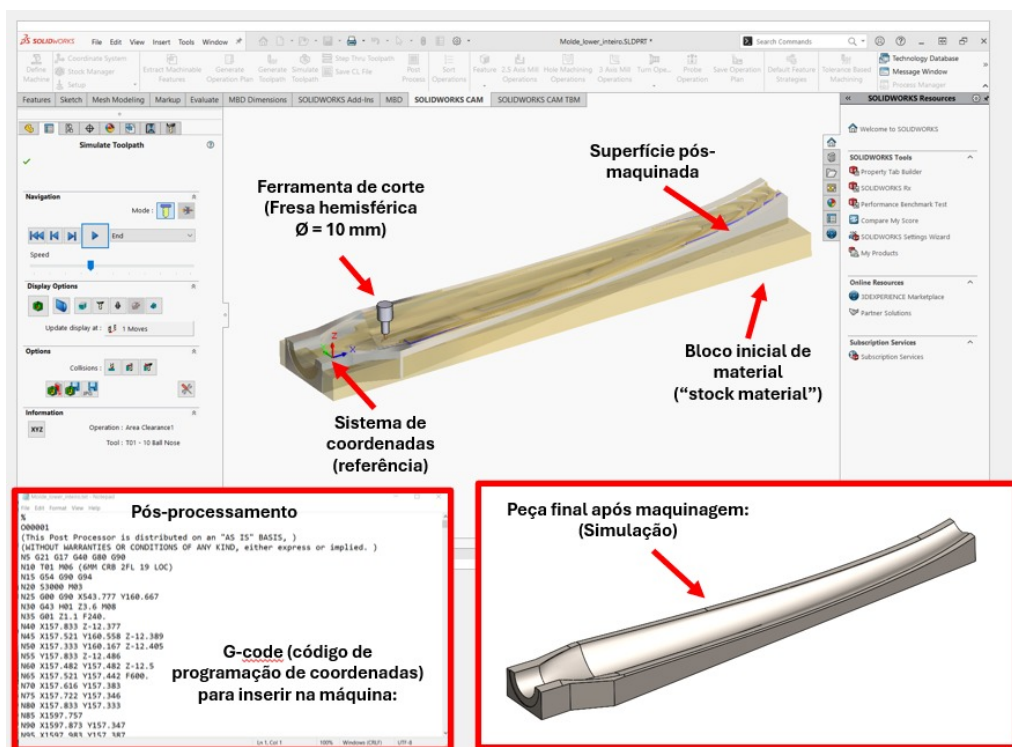 SOLIDWORKS File Edit View Insert Tools Window Molde_lower_inteiro.SLDPRT * Search Commands
Define Machine
Coordinate System
Stock Manager
Setup
Extract Machinable Features
Generate Operation Plan
Generate Toolpath
Simulate Toolpath
Step Thru Toolpath
Save CL File
Post Process
Sort Operations
Feature
2.5 Axis Mill Operations
Hole Machining Operations
3 Axis Mill Operations
Turn Ope...
Probe Operation
Save Operation Plan
Default Feature Strategies
Tolerance Based Machining
Technology Database
Message Window
Process Manager
Features Sketch Mesh Modeling Markup Evaluate MBD Dimensions SOLIDWORKS Add-Ins MBD SOLIDWORKS CAM SOLIDWORKS CAM TBM
Simulate Toolpath
Navigation
Mode :
End
Speed
Display Options
Update display at : 1 Moves
Options
Collisions :
Information
XYZ
Operation : Area Clearance1
Tool : T01 - 10 Ball Nose
Ferramenta de corte
(Fresa hemisférica
Ø = 10 mm)
Superfície pós-
maquinada
Z
X
Sistema de
coordenadas
(referência)
Bloco inicial de
material
(“stock material”)
SOLIDWORKS Resources
Welcome to SOLIDWORKS
SOLIDWORKS Tools
Property Tab Builder
SOLIDWORKS Rx
Performance Benchmark Test
Compare My Score
SOLIDWORKS Settings Wizard
My Products
Online Resources
3DEXPERIENCE Marketplace
Partner Solutions
Subscription Services
Subscription Services
Molde_lower_inteiro.txt - Notepad
File Edit Format View Help
Pós-processamento
%
O00001
(This Post Processor is distributed on an "AS IS" BASIS, )
(WITHOUT WARRANTIES OR CONDITIONS OF ANY KIND, either express or implied. )
N5 G21 G17 G40 G80 G90
N10 T01 M06 (6MM CRB 2FL 19 LOC)
N15 G54 G90 G94
N20 S3000 M03
N25 G00 G90 X543.777 Y160.667
N30 G43 H01 Z3.6 M08
N35 G01 Z1.1 F240.
N40 X157.833 Z-12.377
N45 X157.521 Y160.558 Z-12.389
N50 X157.333 Y160.167 Z-12.405
N55 Y157.833 Z-12.486
N60 X157.482 Y157.482 Z-12.5
N65 X157.521 Y157.442 F600.
N70 X157.616 Y157.383
N75 X157.722 Y157.346
N80 X157.833 Y157.333
N85 X1597.757
N90 X1597.873 Y157.347
N95 X1597.983 Y157.387
G-code (código de
programação de coordenadas)
para inserir na máquina:
Ln 1, Col 1 100% Windows (CRLF) UTF-8
Peça final após maquinagem:
(Simulação)